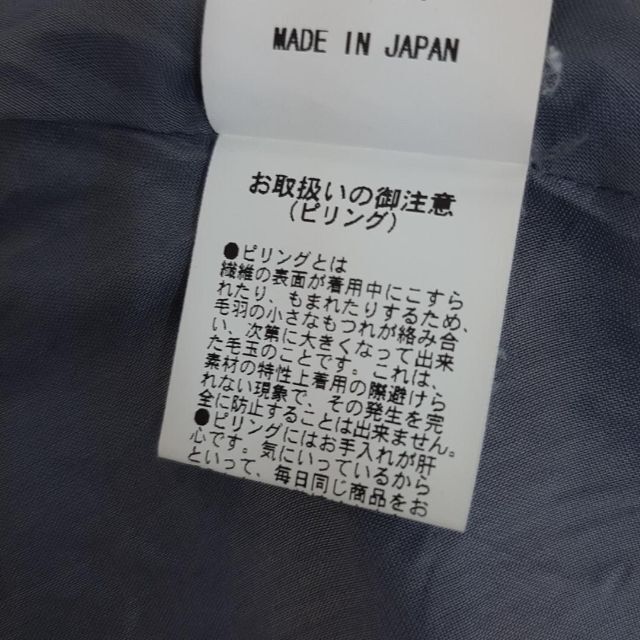 MADE IN JAPAN
お取扱いの御注意
（ピリング）
●ピリングとは
繊維の表面が着用中にこすら
れたり、もまれたりするため、
毛羽の小さなもつれが絡み合
い、次第に大きくなって出来
た毛玉のことです。これは、
素材の特性上着用の際避けら
れない現象で、その発生を完
全に防止することは出来ません。
●ピリングにはお手入れが肝
心です。気にいっているから
といって、毎日同じ商品をお